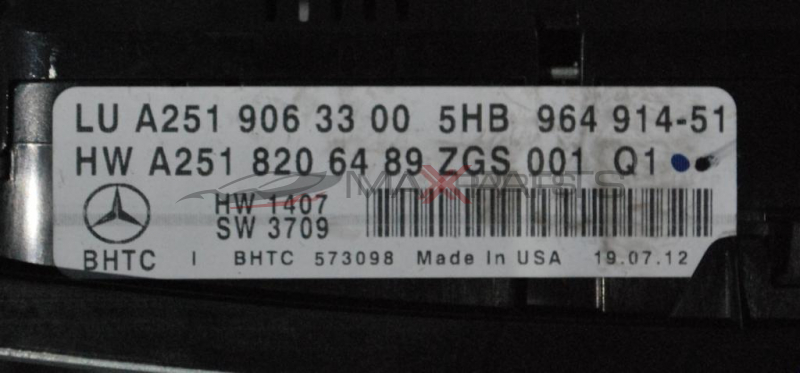 LU A251 906 33 00 5HB 964 914-51
HW A251 820 64 89 ZGS 001 Q1
MAXPARTS
HW 1407
SW 3709
BHTC I BHTC 573098 Made In USA 19.07.12